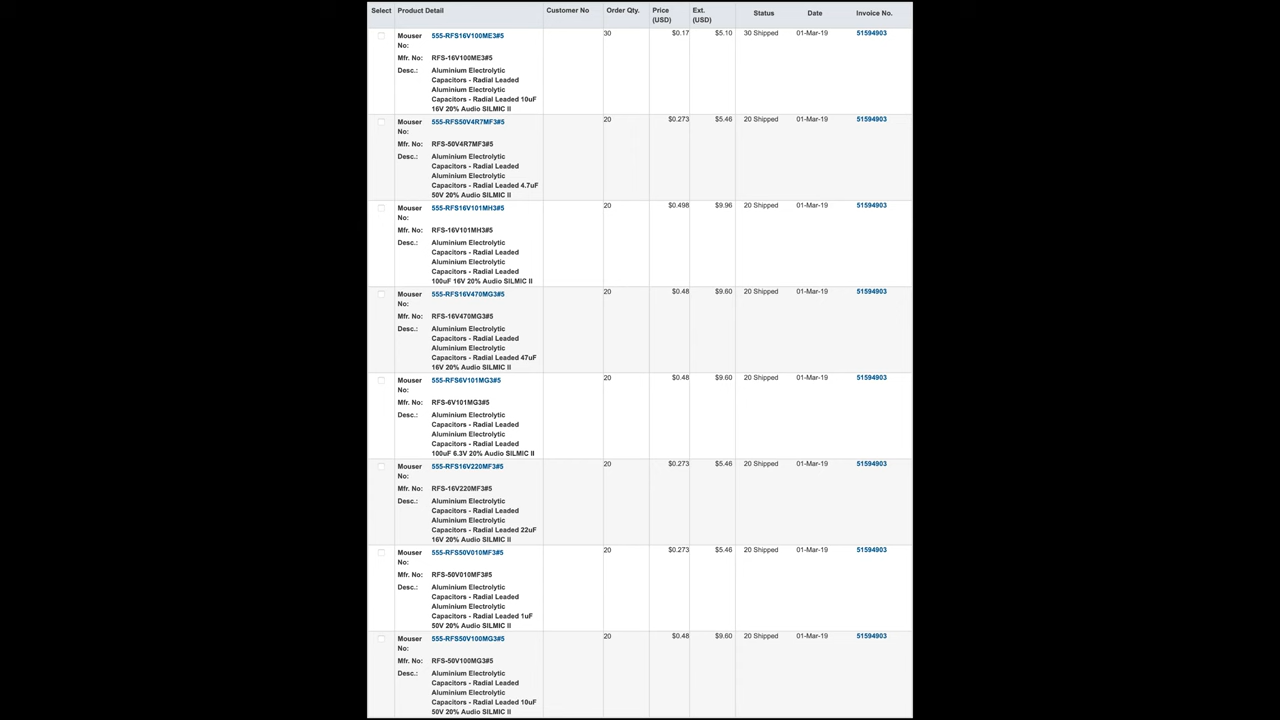 Select Product Detail Customer No Order Qty. Price (USD) Ext. (USD) Status Date Invoice No.
Mouser No: 555-RFS16V100ME3#5 30 $0.17 $5.10 30 Shipped 01-Mar-19 51594903
Mfr. No: RFS-16V100ME3#5
Desc.: Aluminium Electrolytic
Capacitors - Radial Leaded
Aluminium Electrolytic
Capacitors - Radial Leaded 10uF
16V 20% Audio SILMIC II
Mouser No: 555-RFS50V4R7MF3#5 20 $0.273 $5.46 20 Shipped 01-Mar-19 51594903
Mfr. No: RFS-50V4R7MF3#5
Desc.: Aluminium Electrolytic
Capacitors - Radial Leaded
Aluminium Electrolytic
Capacitors - Radial Leaded 4.7uF
50V 20% Audio SILMIC II
Mouser No: 555-RFS16V101MH3#5 20 $0.498 $9.96 20 Shipped 01-Mar-19 51594903
Mfr. No: RFS-16V101MH3#5
Desc.: Aluminium Electrolytic
Capacitors - Radial Leaded
Aluminium Electrolytic
Capacitors - Radial Leaded
100uF 16V 20% Audio SILMIC II
Mouser No: 555-RFS16V470MG3#5 20 $0.48 $9.60 20 Shipped 01-Mar-19 51594903
Mfr. No: RFS-16V470MG3#5
Desc.: Aluminium Electrolytic
Capacitors - Radial Leaded
Aluminium Electrolytic
Capacitors - Radial Leaded 47uF
16V 20% Audio SILMIC II
Mouser No: 555-RFS6V101MG3#5 20 $0.48 $9.60 20 Shipped 01-Mar-19 51594903
Mfr. No: RFS-6V101MG3#5
Desc.: Aluminium Electrolytic
Capacitors - Radial Leaded
Aluminium Electrolytic
Capacitors - Radial Leaded
100uF 6.3V 20% Audio SILMIC II
Mouser No: 555-RFS16V220MF3#5 20 $0.273 $5.46 20 Shipped 01-Mar-19 51594903
Mfr. No: RFS-16V220MF3#5
Desc.: Aluminium Electrolytic
Capacitors - Radial Leaded
Aluminium Electrolytic
Capacitors - Radial Leaded 22uF
16V 20% Audio SILMIC II
Mouser No: 555-RFS50V010MF3#5 20 $0.273 $5.46 20 Shipped 01-Mar-19 51594903
Mfr. No: RFS-50V010MF3#5
Desc.: Aluminium Electrolytic
Capacitors - Radial Leaded
Aluminium Electrolytic
Capacitors - Radial Leaded 1uF
50V 20% Audio SILMIC II
Mouser No: 555-RFS50V100MG3#5 20 $0.48 $9.60 20 Shipped 01-Mar-19 51594903
Mfr. No: RFS-50V100MG3#5
Desc.: Aluminium Electrolytic
Capacitors - Radial Leaded
Aluminium Electrolytic
Capacitors - Radial Leaded 10uF
50V 20% Audio SILMIC II